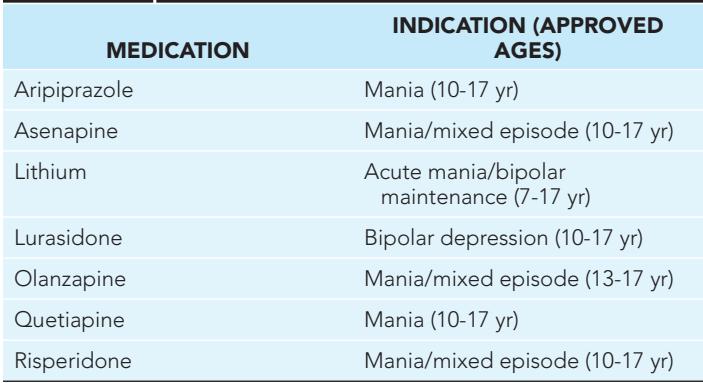 MEDICATION INDICATION (APPROVED AGES)
Aripiprazole Mania (10-17 yr)
Asenapine Mania/mixed episode (10-17 yr)
Lithium Acute mania/bipolar
maintenance (7-17 yr)
Lurasidone Bipolar depression (10-17 yr)
Olanzapine Mania/mixed episode (13-17 yr)
Quetiapine Mania (10-17 yr)
Risperidone Mania/mixed episode (10-17 yr)